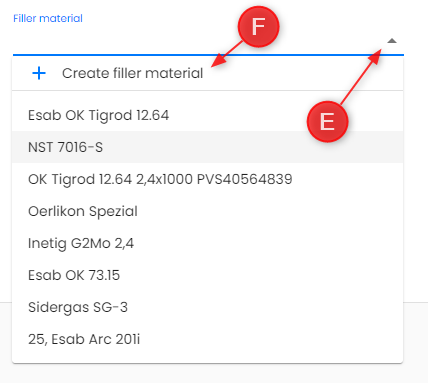 Filler material
F
Create filler material
Esab OK Tigrod 12.64
E
NST 7016-S
OK Tigrod 12.64 2,4x1000 PVS40564839
Oerlikon Spezial
Inetig G2Mo 2,4
Esab OK 73.15
Sidergas SG-3
25, Esab Arc 201i